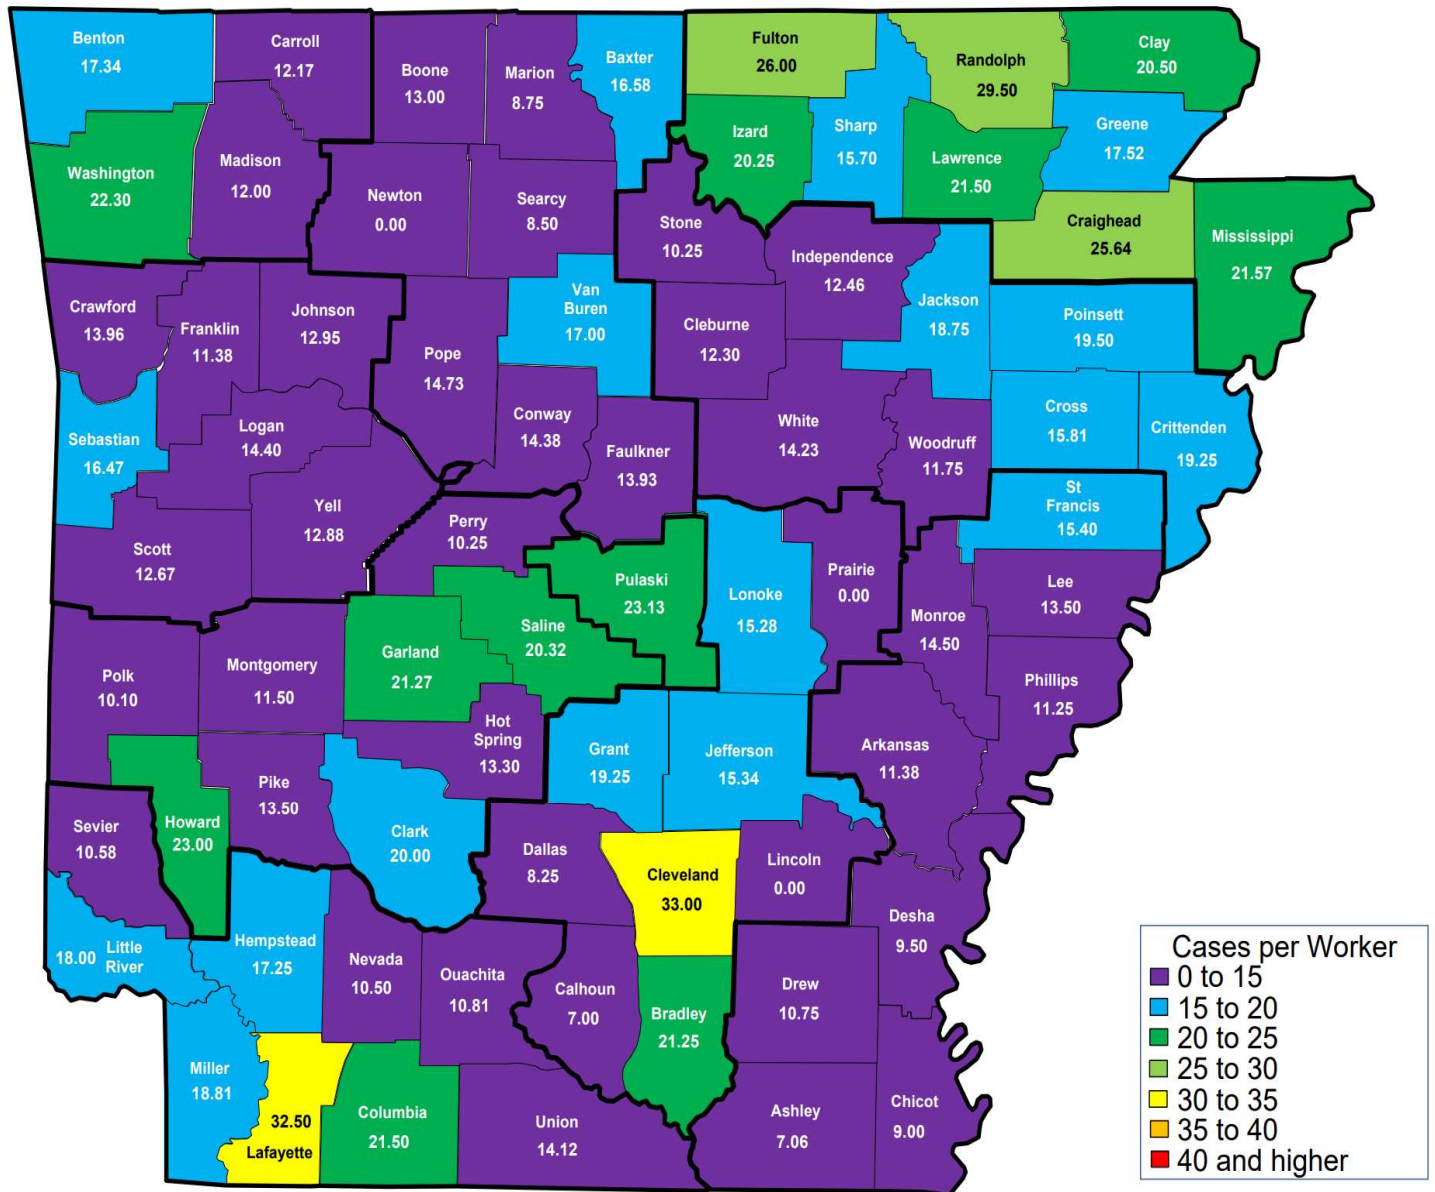 Benton
17.34
Carroll
12.17
Boone
13.00
Marion
8.75
Baxter
16.58
Fulton
26.00
Randolph
29.50
Clay
20.50
Washington
22.30
Madison
12.00
Newton
0.00
Searcy
8.50
Stone
10.25
Izard
20.25
Sharp
15.70
Lawrence
21.50
Greene
17.52
Craighead
25.64
Mississippi
21.57
Independence
12.46
Crawford
13.96
Franklin
11.38
Johnson
12.95
Pope
14.73
Van
Buren
17.00
Cleburne
12.30
Jackson
18.75
Poinsett
19.50
Sebastian
16.47
Logan
14.40
Conway
14.38
Faulkner
13.93
White
14.23
Woodruff
11.75
Cross
15.81
Crittenden
19.25
Yell
12.88
Scott
12.67
Perry
10.25
St
Francis
15.40
Pulaski
23.13
Lonoke
15.28
Prairie
0.00
Monroe
14.50
Lee
13.50
Polk
10.10
Montgomery
11.50
Garland
21.27
Saline
20.32
Phillips
11.25
Hot
Spring
13.30
Grant
19.25
Jefferson
15.34
Arkansas
11.38
Pike
13.50
Howard
23.00
Sevier
10.58
Clark
20.00
Dallas
8.25
Cleveland
33.00
Lincoln
0.00
Desha
9.50
18.00 Little
River
Hempstead
17.25
Nevada
10.50
Ouachita
10.81
Calhoun
7.00
Bradley
21.25
Drew
10.75
Miller
18.81
32.50
Lafayette
Columbia
21.50
Union
14.12
Ashley
7.06
Chicot
9.00
Cases per Worker
0 to 15
15 to 20
20 to 25
25 to 30
30 to 35
35 to 40
40 and higher